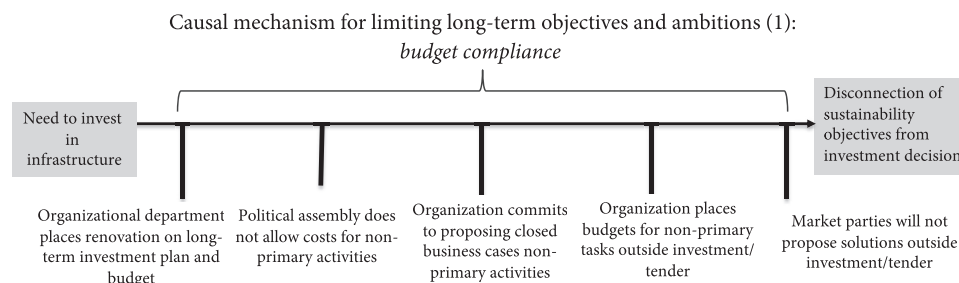 Causal mechanism for limiting long-term objectives and ambitions (1):
budget compliance
Need to invest
in
infrastructure
Disconnection of
sustainability
objectives from
investment decision
Organizational department
places renovation on long-
term investment plan and
budget
Political assembly does
not allow costs for non-
primary activities
Organization commits
to proposing closed
business cases non-
primary activities
Organization places
budgets for non-primary
tasks outside investment/
tender
Market parties will not
propose solutions outside
investment/tender